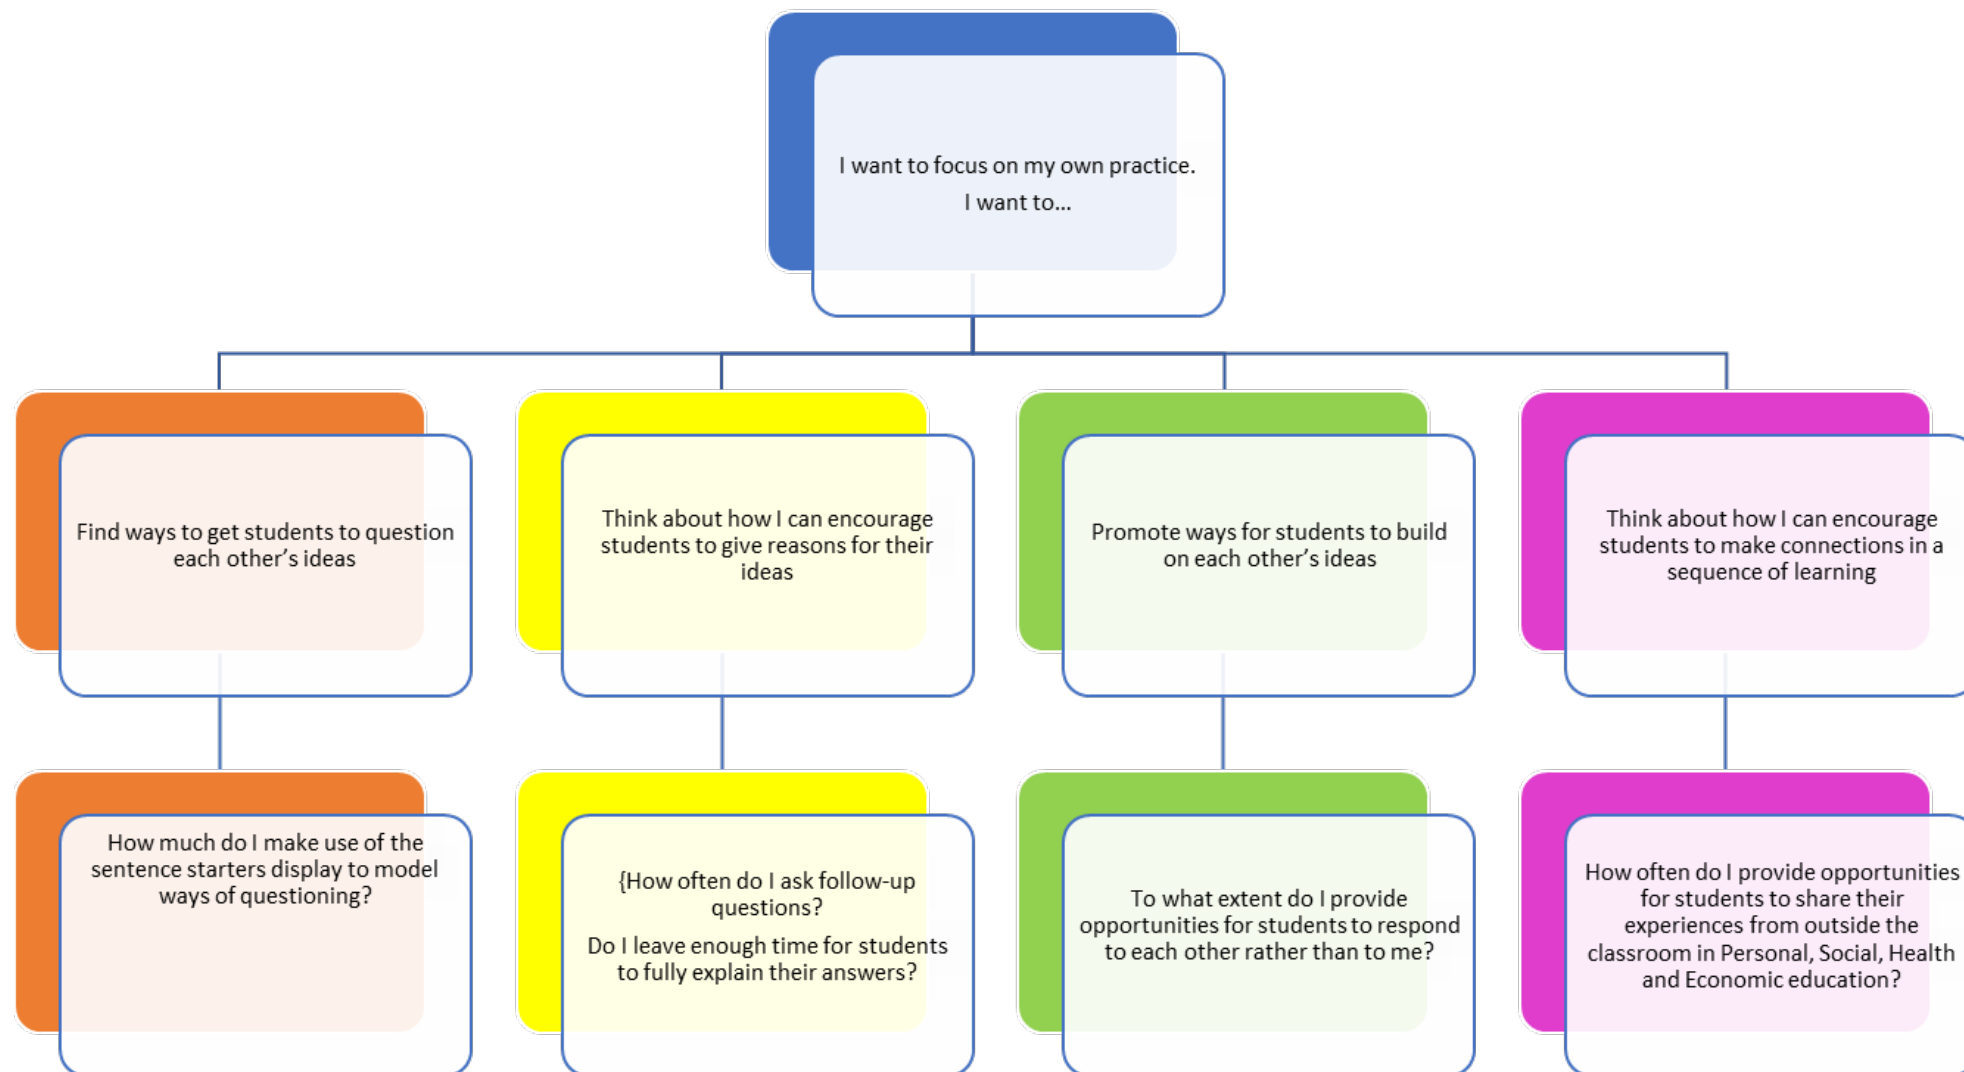 I want to focus on my own practice.
I want to...
Find ways to get students to question
each other’s ideas
Think about how I can encourage
students to give reasons for their
ideas
Promote ways for students to build
on each other’s ideas
Think about how I can encourage
students to make connections in a
sequence of learning
How much do I make use of the
sentence starters display to model
ways of questioning?
{How often do I ask follow-up
questions?
Do I leave enough time for students
to fully explain their answers?
To what extent do I provide
opportunities for students to respond
to each other rather than to me?
How often do I provide opportunities
for students to share their
experiences from outside the
classroom in Personal, Social, Health
and Economic education?